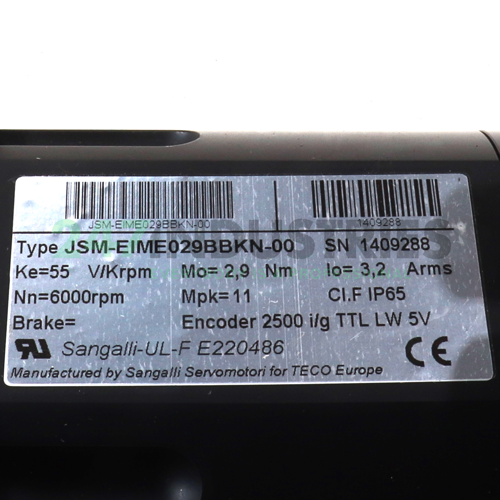 JSM-EIME029BBKN-00 1409288
INDUSTRIES
Type JSM-EIME029BBKN-00 SN 1409288
Ke=55 V/Krpm Mo=2,9 Nm Io=3,2 Arms
Nn=6000rpm Mpk=11 Cl.F IP65
Brake= Encoder 2500 i/g TTL LW 5V
Sangalli-UL-F E220486 CE
Manufactured by Sangalli Servomotori for TECO Europe